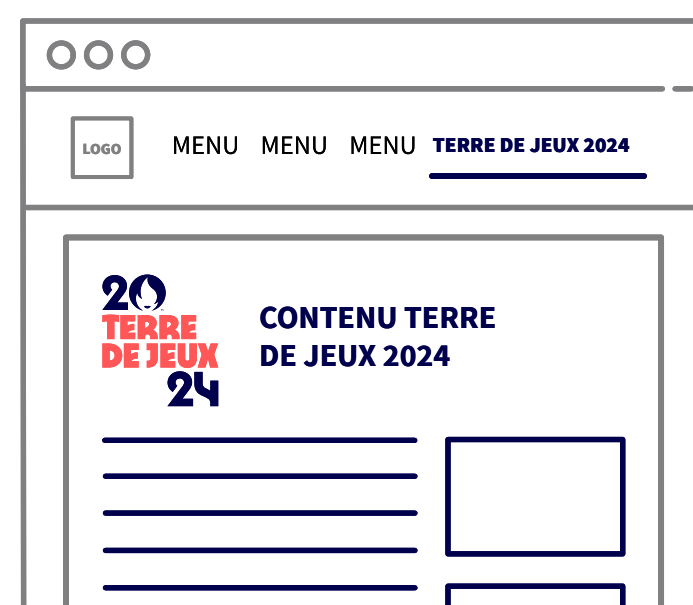 LOGO
MENU MENU MENU TERRE DE JEUX 2024
20
TERRE
DE JEUX
24
CONTENU TERRE
DE JEUX 2024